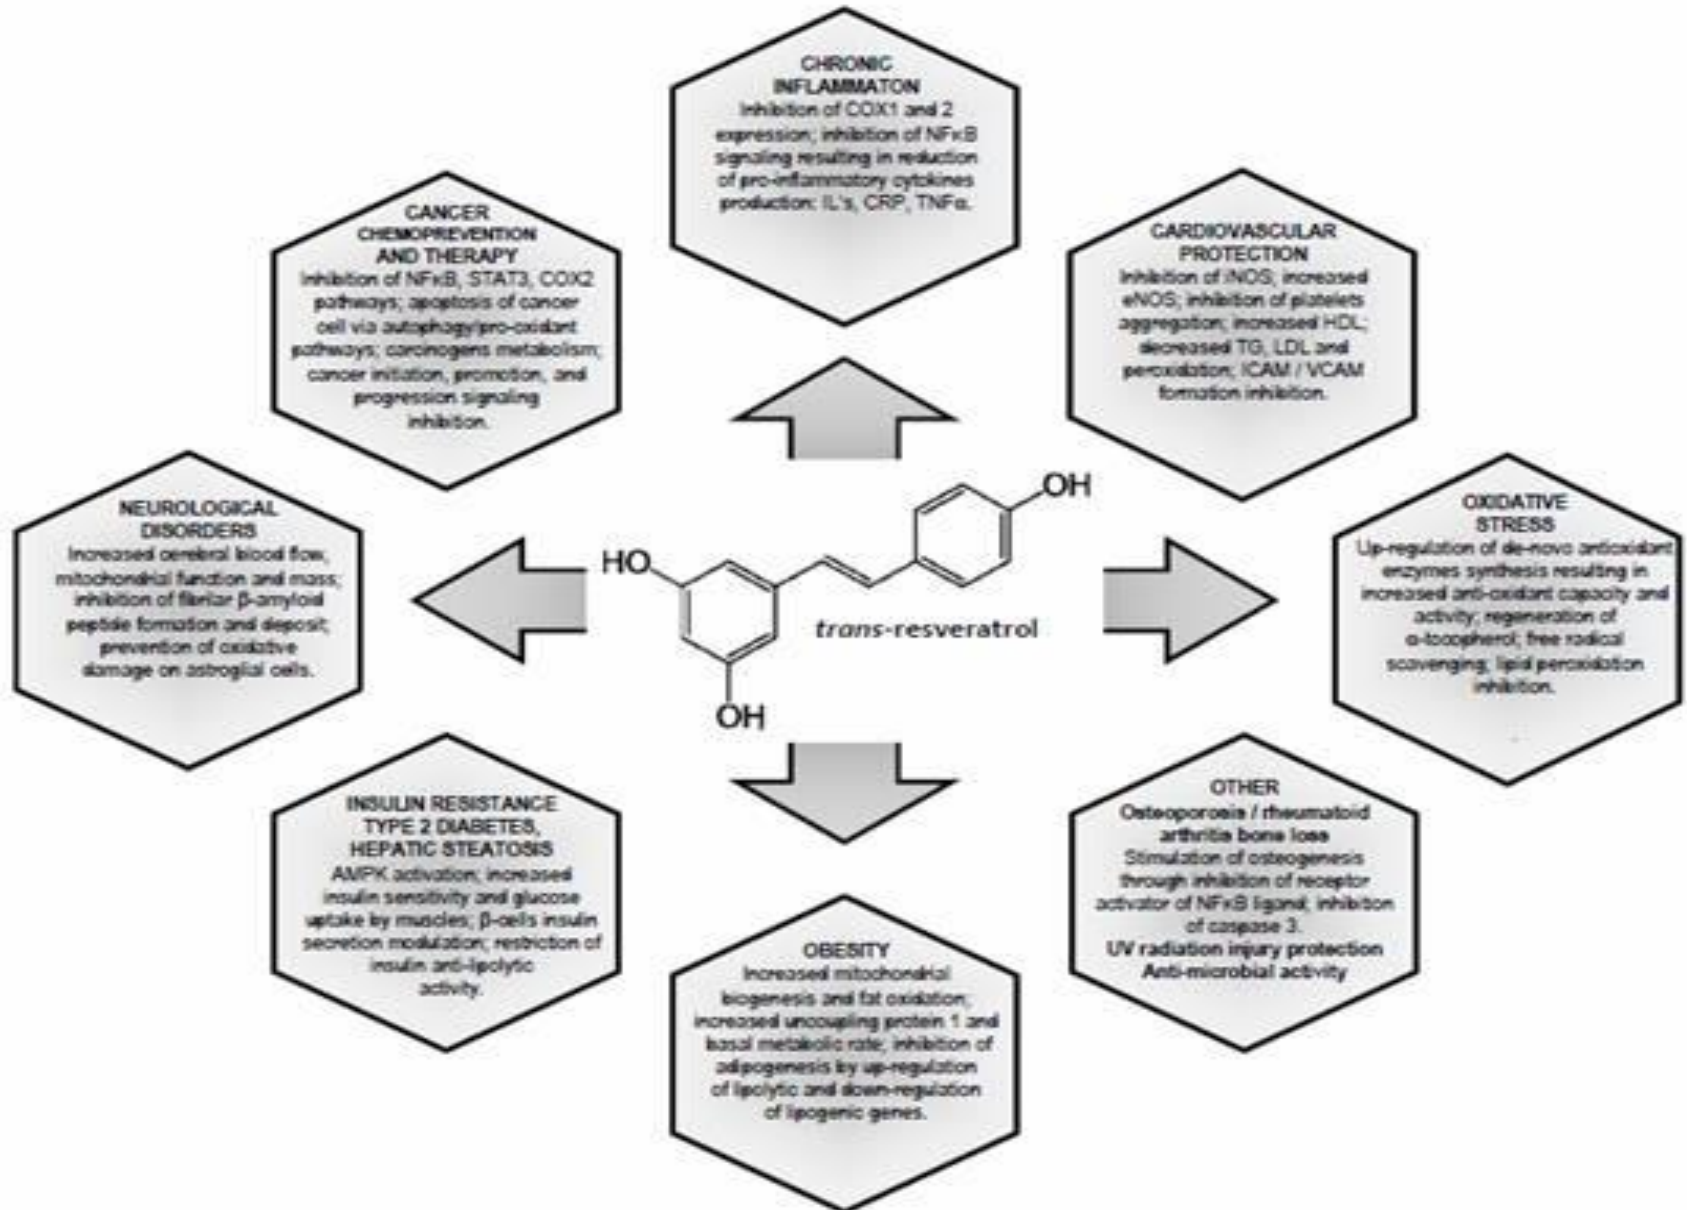 CHRONIC
INFLAMMATON
Inhibition of COX1 and 2
expression; inhibition of NFκB
signaling resulting in reduction
of pro-inflammatory cytokines
production: IL's, CRP, TNFα.
CANCER
CHEMOPREVENTION
AND THERAPY
Inhibition of NFκB, STAT3, COX2
pathways; apoptosis of cancer
cell via autophagy/pro-oxidant
pathways; carcinogens metabolism;
cancer initiation, promotion, and
progression signaling
inhibition.
CARDIOVASCULAR
PROTECTION
Inhibition of iNOS; increased
eNOS; inhibition of platelets
aggregation; increased HDL;
decreased TG, LDL and
peroxidation; ICAM / VCAM
formation inhibition.
NEUROLOGICAL
DISORDERS
Increased cerebral blood flow,
mitochondrial function and mass;
inhibition of fibrilar β-amyloid
peptide formation and deposit;
prevention of oxidative
damage on astroglial cells.
OH
HO
trans-resveratrol
OH
OXIDATIVE
STRESS
Up-regulation of de-novo antioxidant
enzymes synthesis resulting in
increased anti-oxidant capacity and
activity; regeneration of
α-tocopherol; free radical
scavenging; lipid peroxidation
inhibition.
INSULIN RESISTANCE
TYPE 2 DIABETES,
HEPATIC STEATOSIS
AMPK activation; increased
insulin sensitivity and glucose
uptake by muscles; β-cells insulin
secretion modulation; restriction of
insulin anti-lipolytic
activity.
OBESITY
Increased mitochondrial
biogenesis and fat oxidation;
increased uncoupling protein 1 and
basal metabolic rate; inhibition of
adipogenesis by up-regulation
of lipolytic and down-regulation
of lipogenic genes.
OTHER
Osteoporosis / rheumatoid
arthritis bone loss
Stimulation of osteogenesis
through inhibition of receptor
activator of NFκB ligand; inhibition
of caspase 3.
UV radiation injury protection
Anti-microbial activity